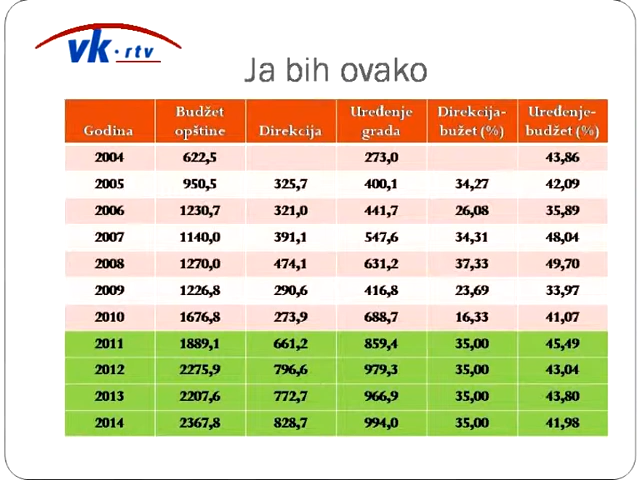 vk·rtv
Ja bih ovako
Godina Budžet opštine Direkcija Uređenje grada Direkcija-bužet (%) Uređenje-budžet (%)
2004 622,5 273,0 43,86
2005 950,5 325,7 400,1 34,27 42,09
2006 1230,7 321,0 441,7 26,08 35,89
2007 1140,0 391,1 547,6 34,31 48,04
2008 1270,0 474,1 631,2 37,33 49,70
2009 1226,8 290,6 416,8 23,69 33,97
2010 1676,8 273,9 688,7 16,33 41,07
2011 1889,1 661,2 859,4 35,00 45,49
2012 2275,9 796,6 979,3 35,00 43,04
2013 2207,6 772,7 966,9 35,00 43,80
2014 2367,8 828,7 994,0 35,00 41,98